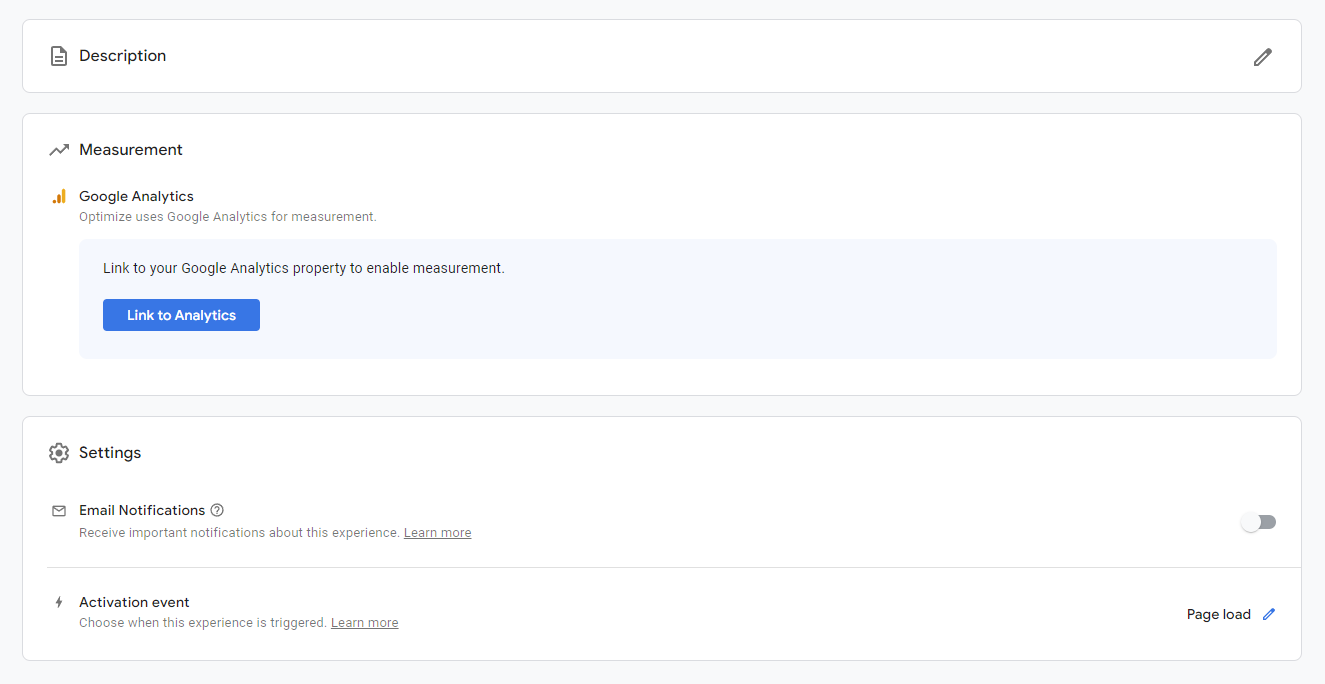 Description
Measurement
Google Analytics
Optimize uses Google Analytics for measurement.
Link to your Google Analytics property to enable measurement.
Link to Analytics
Settings
Email Notifications
Receive important notifications about this experience. Learn more
Activation event
Choose when this experience is triggered. Learn more
Page load